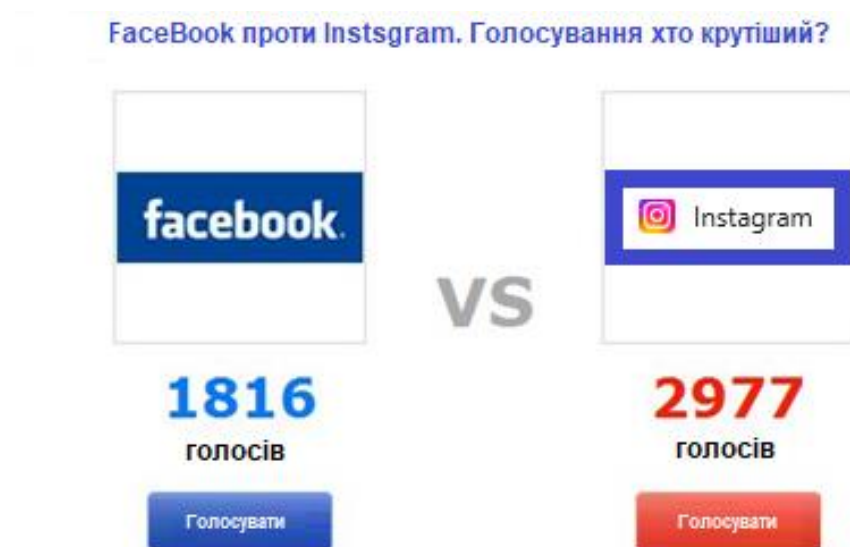 FaceBook проти Instsgram. Голосування хто крутіший?
facebook.
Instagram
VS
1816
2977
голосів
голосів
Голосувати
Голосувати